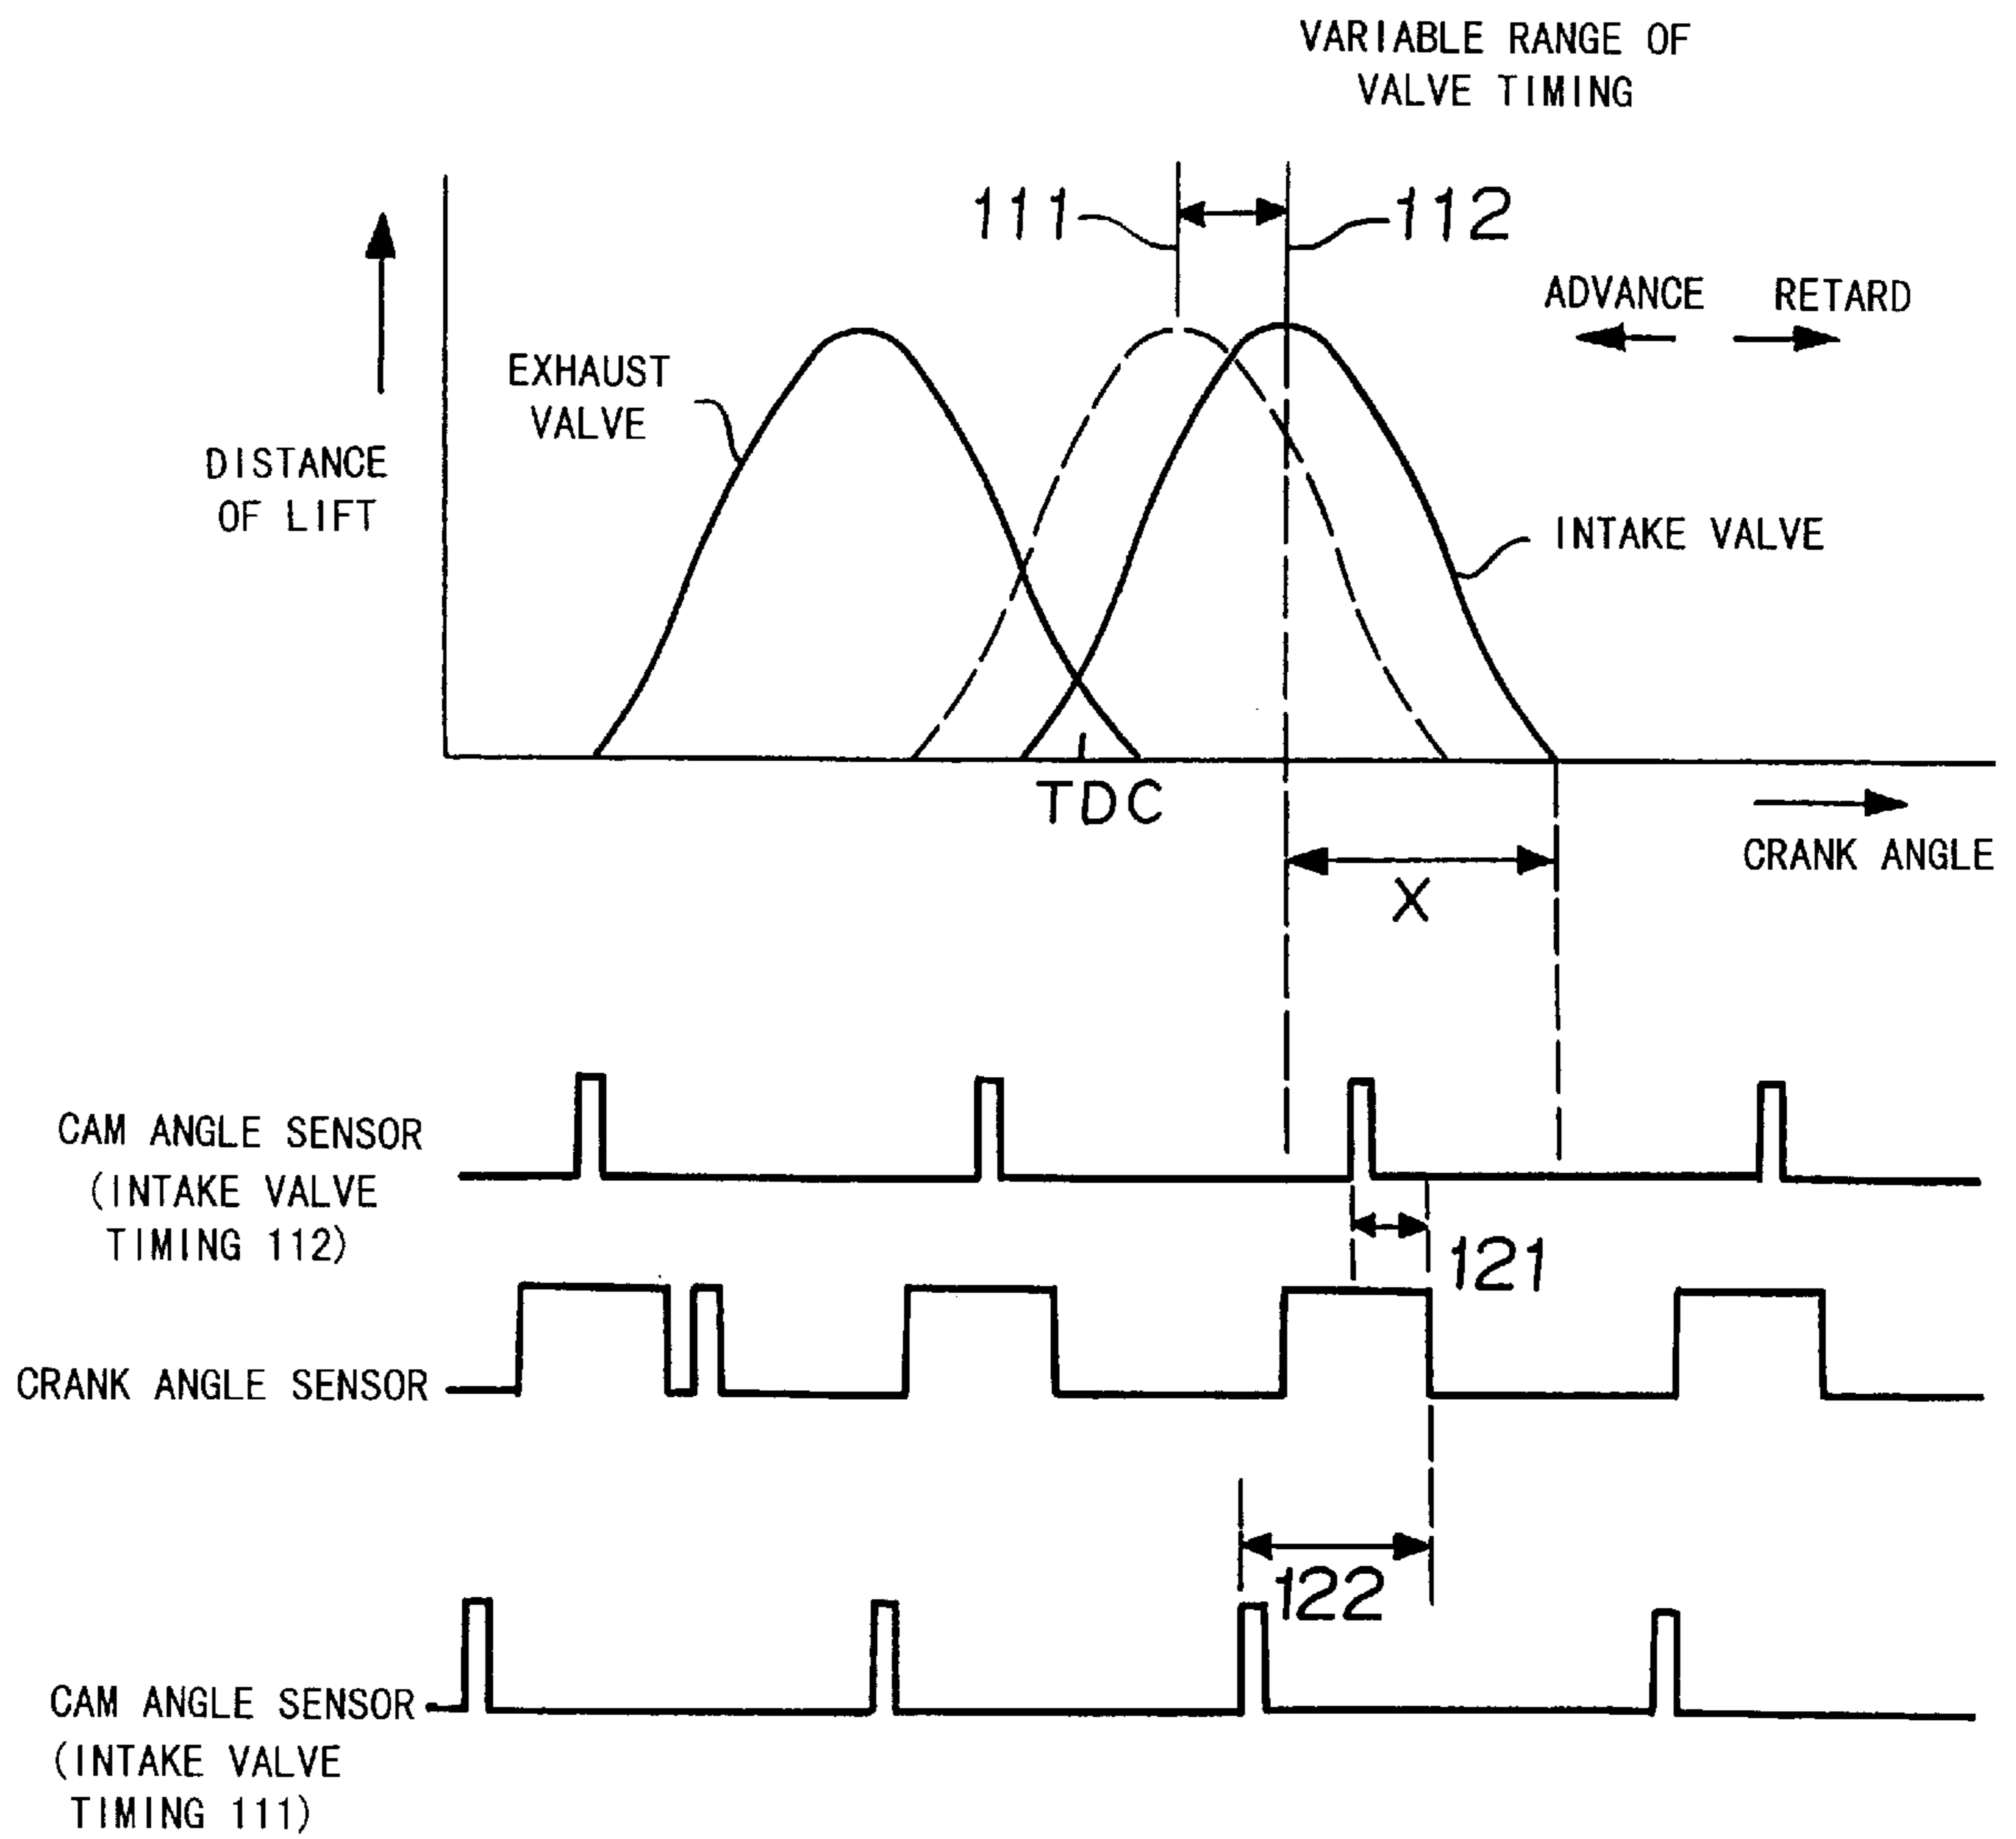 VARIABLE RANGE OF
VALVE TIMING
111
112
ADVANCE
RETARD
EXHAUST
VALVE
DISTANCE
OF LIFT
INTAKE VALVE
TDC
CRANK ANGLE
X
CAM ANGLE SENSOR
(INTAKE VALVE
TIMING 112)
121
CRANK ANGLE SENSOR
122
CAM ANGLE SENSOR
(INTAKE VALVE
TIMING 111)